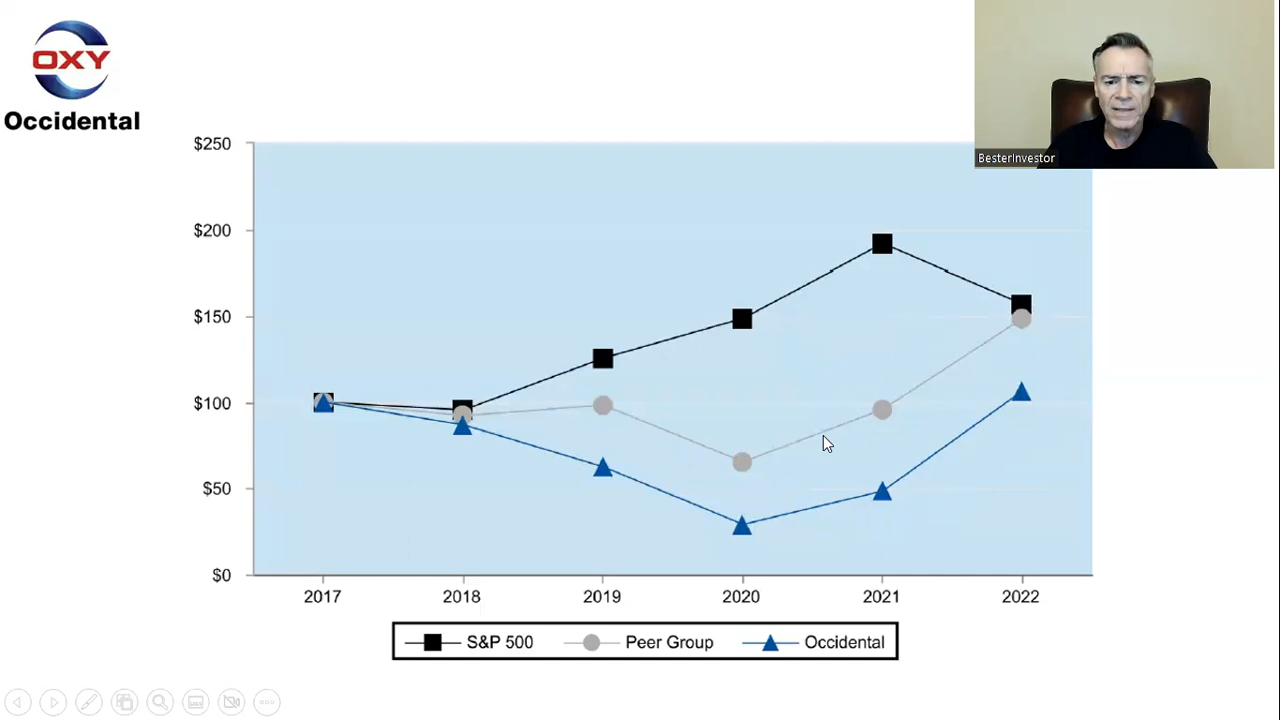 OXY
Occidental
BesterInvestor
$250
$200
$150
$100
$50
$0
2017 2018 2019 2020 2021 2022
S&P 500 Peer Group Occidental